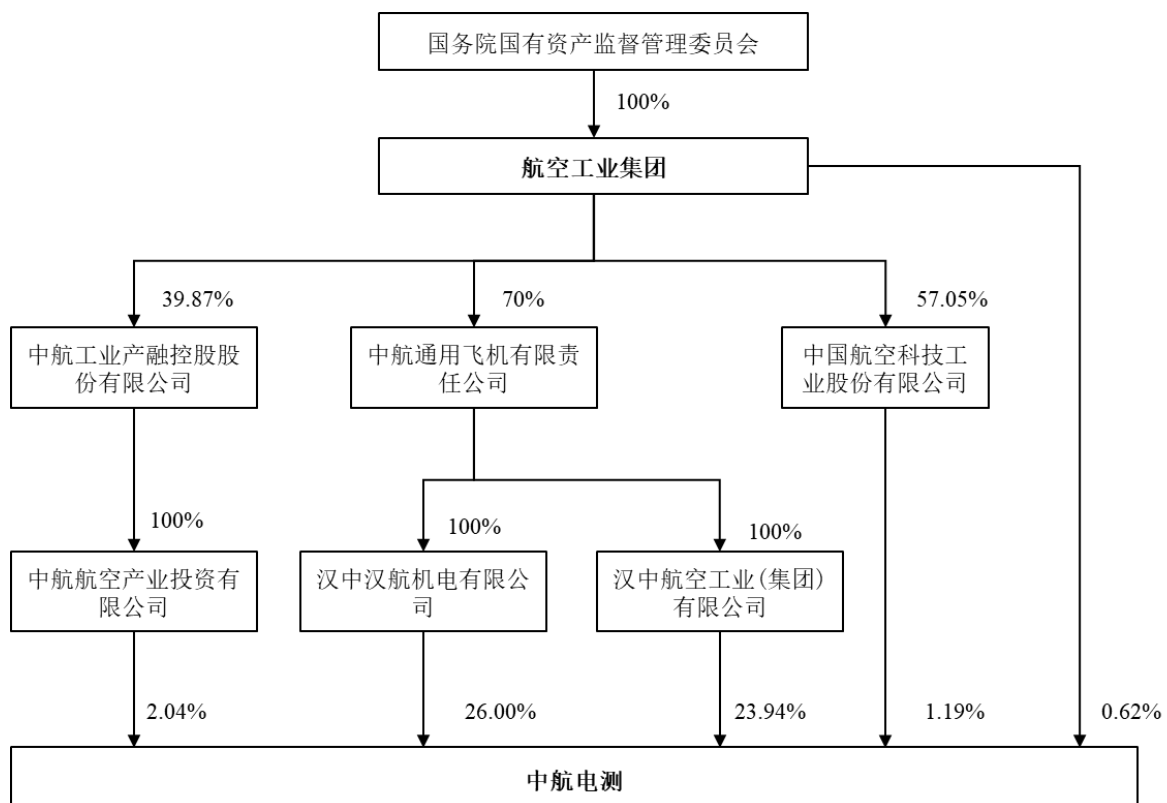 国务院国有资产监督管理委员会
100%
航空工业集团
39.87%
70%
57.05%
中航工业产融控股股
份有限公司
中航通用飞机有限责
任公司
中国航空科技工
业股份有限公司
100%
100%
100%
中航航空产业投资有
限公司
汉中汉航机电有限公
司
汉中航空工业(集团)
有限公司
2.04%
26.00%
23.94%
1.19%
0.62%
中航电测